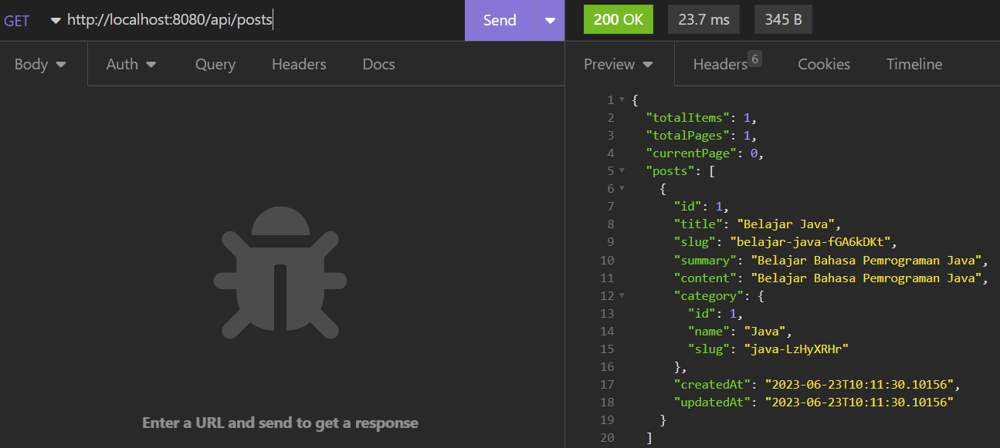 GET http://localhost:8080/api/posts Send 200 OK 23.7 ms 345 B
Body Auth Query Headers Docs Preview Headers 6 Cookies Timeline
1 {
2 "totalItems": 1,
3 "totalPages": 1,
4 "currentPage": 0,
5 "posts": [
6 {
7 "id": 1,
8 "title": "Belajar Java",
9 "slug": "belajar-java-fGA6kDKt",
10 "summary": "Belajar Bahasa Pemrograman Java",
11 "content": "Belajar Bahasa Pemrograman Java",
12 "category": {
13 "id": 1,
14 "name": "Java",
15 "slug": "java-LzHyXRHr"
16 },
17 "createdAt": "2023-06-23T10:11:30.10156",
18 "updatedAt": "2023-06-23T10:11:30.10156"
19 }
20 ]
Enter a URL and send to get a response